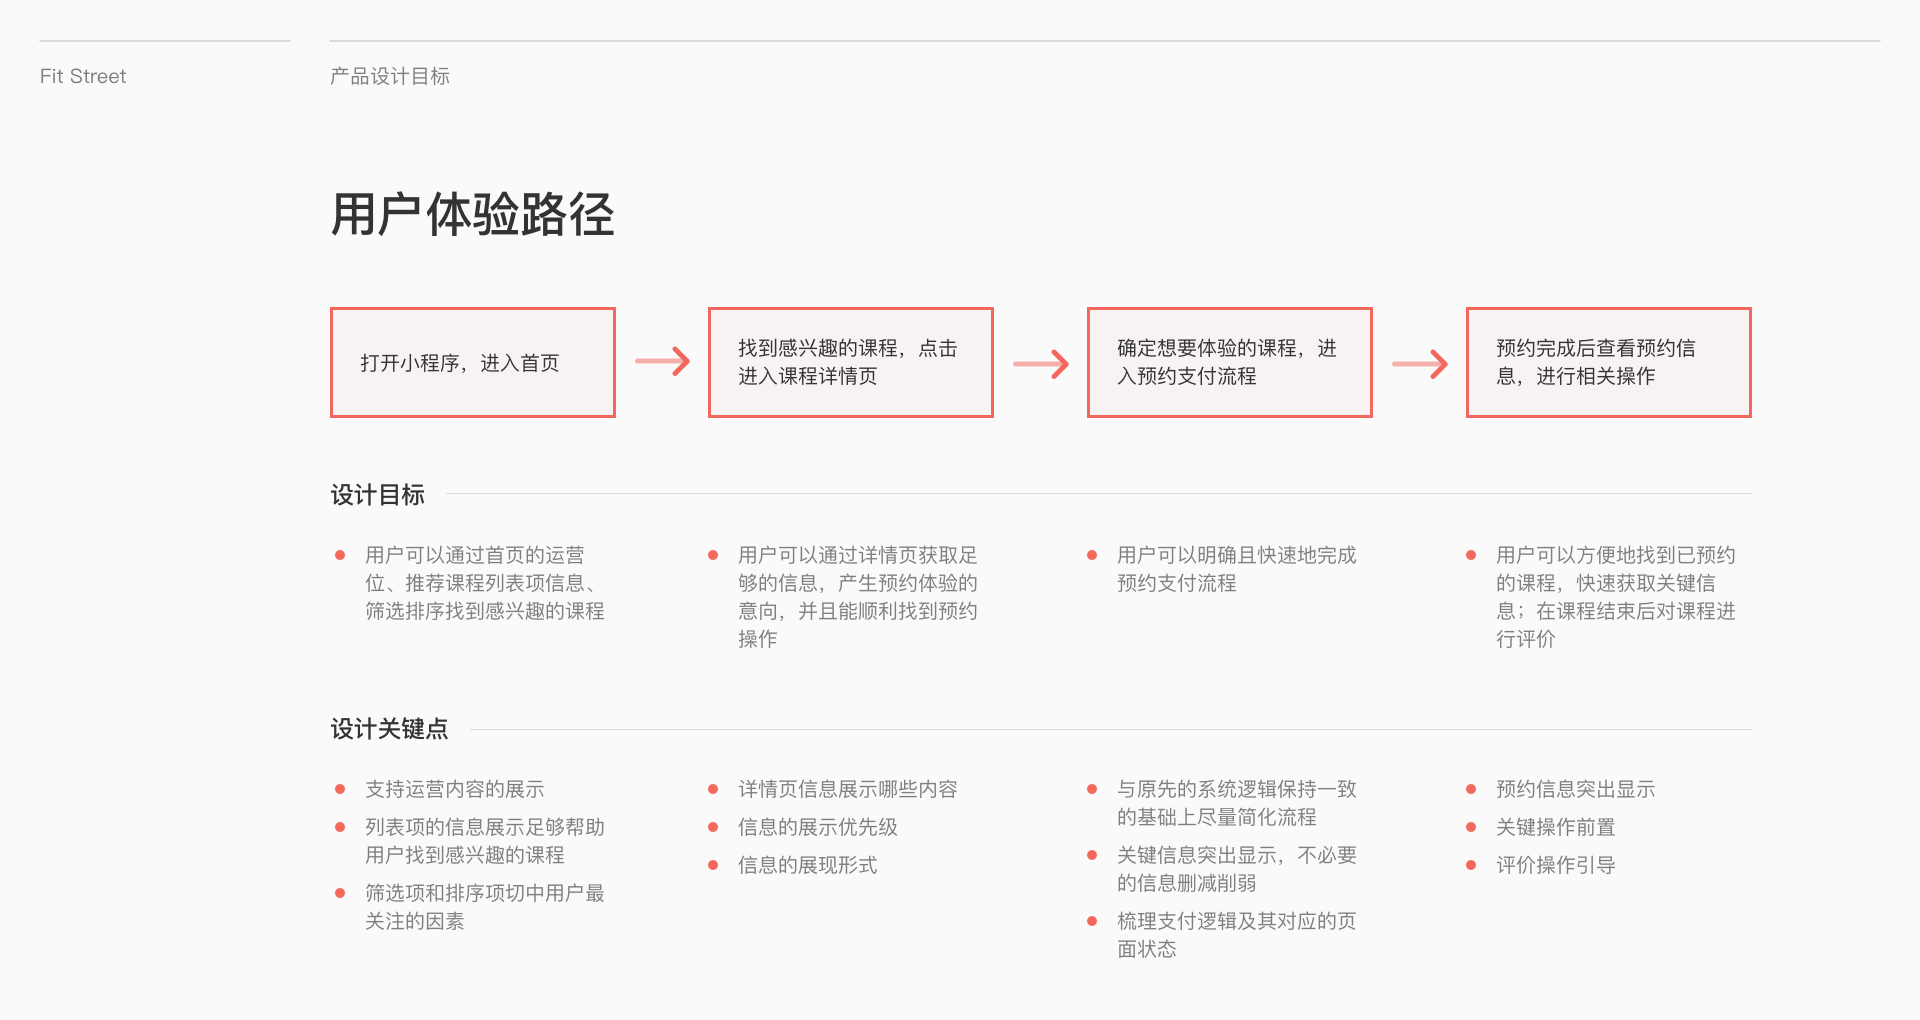 Fit Street
产品设计目标
用户体验路径
打开小程序，进入首页
找到感兴趣的课程，点击
进入课程详情页
确定想要体验的课程，进
入预约支付流程
预约完成后查看预约信
息，进行相关操作
设计目标
用户可以通过首页的运营
位、推荐课程列表项信息、
筛选排序找到感兴趣的课程
用户可以通过详情页获取足
够的信息，产生预约体验的
意向，并且能顺利找到预约
操作
用户可以明确且快速地完成
预约支付流程
用户可以方便地找到已预约
的课程，快速获取关键信
息；在课程结束后对课程进
行评价
设计关键点
支持运营内容的展示
列表项的信息展示足够帮助
用户找到感兴趣的课程
筛选项和排序项切中用户最
关注的因素
详情页信息展示哪些内容
信息的展示优先级
信息的展现形式
与原先的系统逻辑保持一致
的基础上尽量简化流程
关键信息突出显示，不必要
的信息删减削弱
梳理支付逻辑及其对应的页
面状态
预约信息突出显示
关键操作前置
评价操作引导